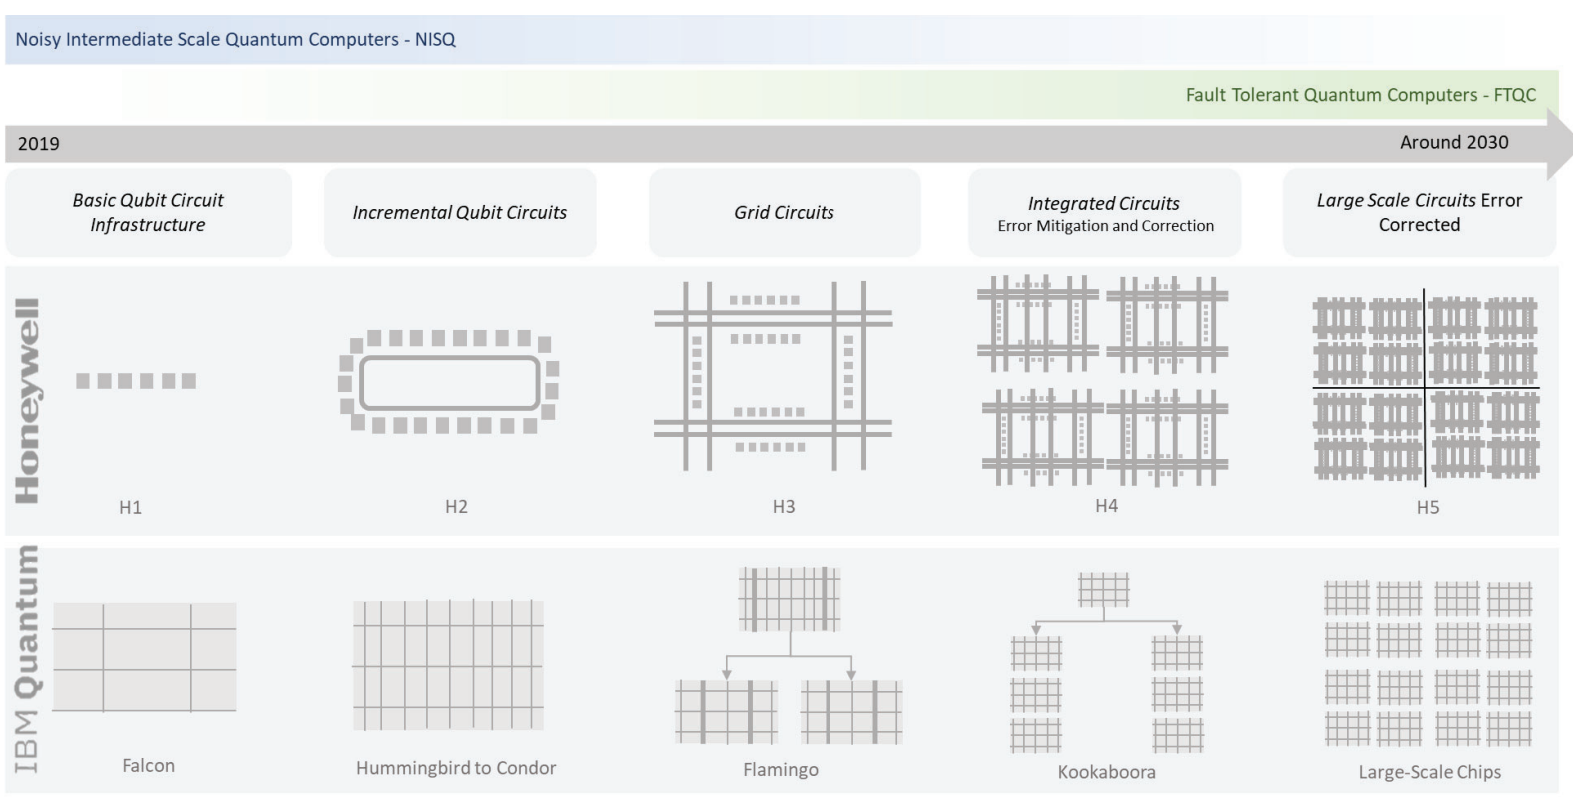 Noisy Intermediate Scale Quantum Computers - NISQ
Fault Tolerant Quantum Computers - FTQC
2019
Around 2030
Basic Qubit Circuit
Infrastructure
Incremental Qubit Circuits
Grid Circuits
Integrated Circuits
Error Mitigation and Correction
Large Scale Circuits Error
Corrected
Honeywell
H1
H2
H3
H4
H5
IBM Quantum
Falcon
Hummingbird to Condor
Flamingo
Kookaboora
Large-Scale Chips